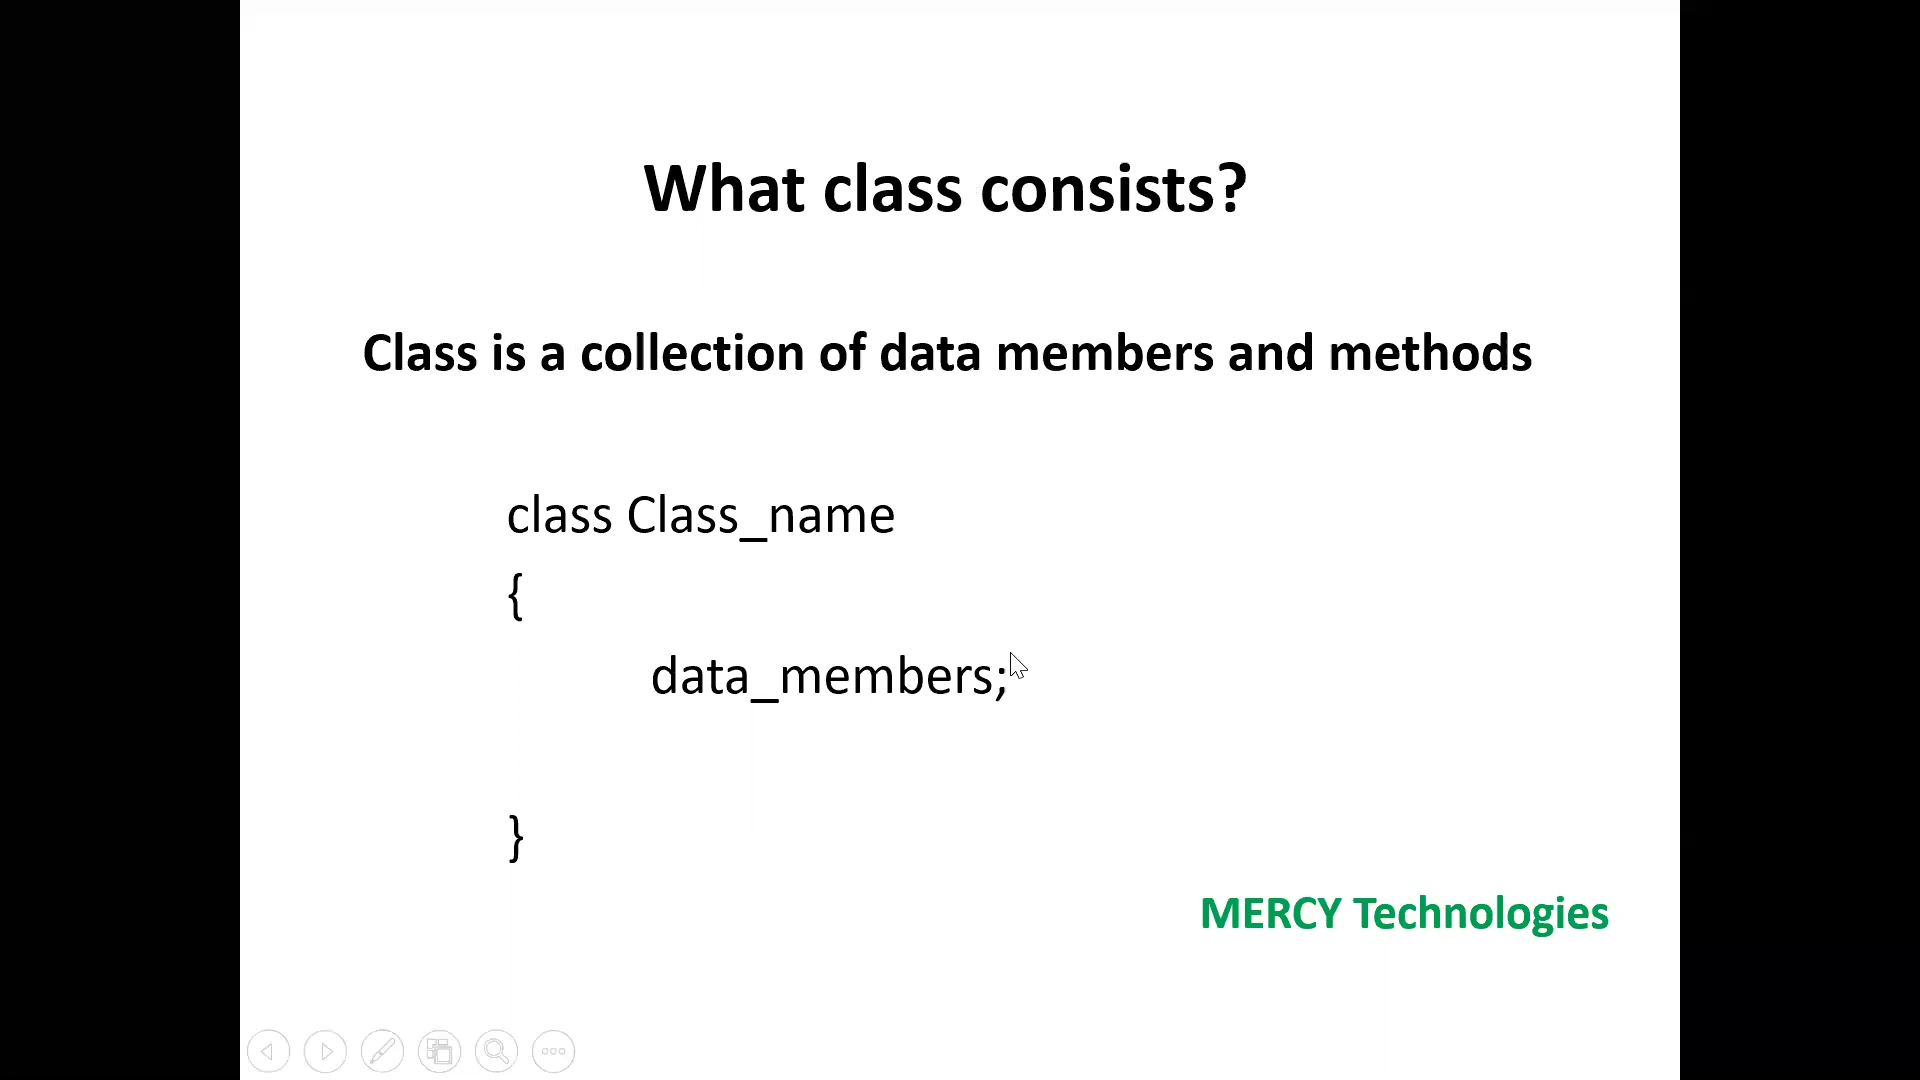 What class consists?
Class is a collection of data members and methods
class Class_name
{
data_members;
}
MERCY Technologies